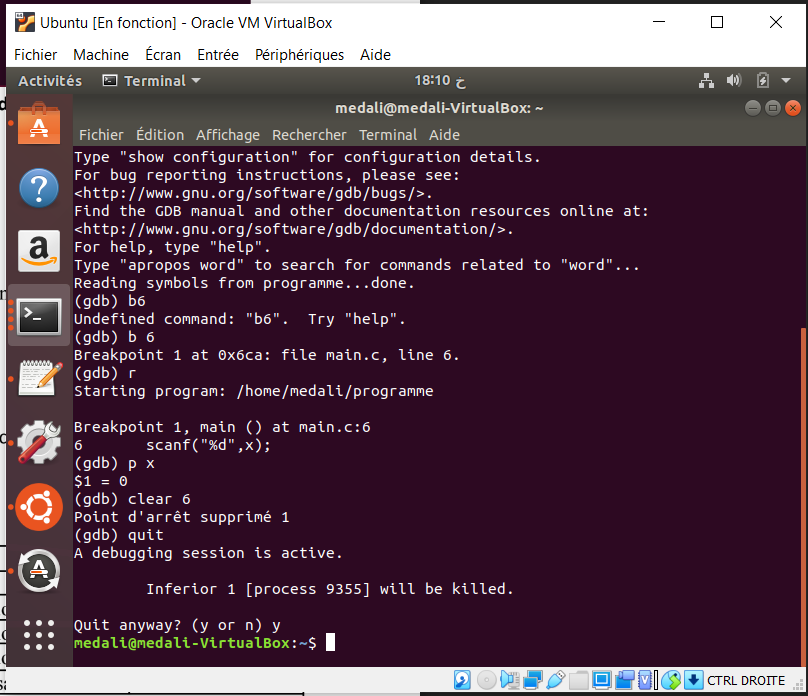 Ubuntu [En fonction] - Oracle VM VirtualBox
Fichier Machine Écran Entrée Périphériques Aide
Activités Terminal 18:10 خ
medali@medali-VirtualBox: ~
Fichier Édition Affichage Rechercher Terminal Aide
Type "show configuration" for configuration details.
For bug reporting instructions, please see:
<http://www.gnu.org/software/gdb/bugs/>.
Find the GDB manual and other documentation resources online at:
<http://www.gnu.org/software/gdb/documentation/>.
For help, type "help".
Type "apropos word" to search for commands related to "word"...
Reading symbols from programme...done.
(gdb) b6
Undefined command: "b6".  Try "help".
(gdb) b 6
Breakpoint 1 at 0x6ca: file main.c, line 6.
(gdb) r
Starting program: /home/medali/programme
Breakpoint 1, main () at main.c:6
6       scanf("%d",x);
(gdb) p x
$1 = 0
(gdb) clear 6
Point d'arrêt supprimé 1
(gdb) quit
A debugging session is active.
Inferior 1 [process 9355] will be killed.
Quit anyway? (y or n) y
medali@medali-VirtualBox:~$
CTRL DROITE